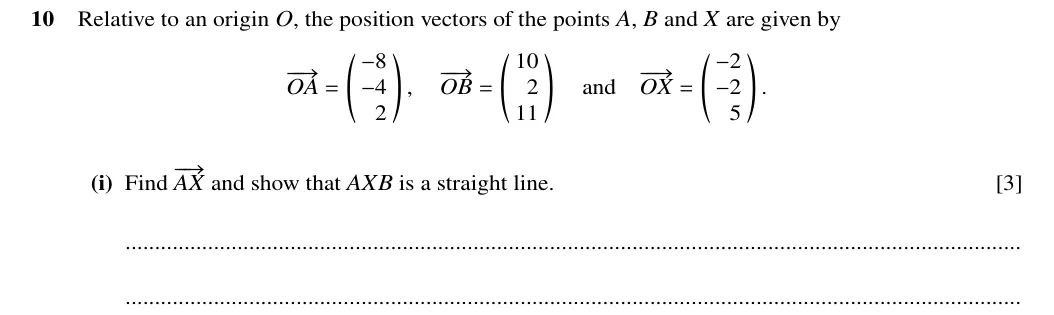 10 Relative to an origin O, the position vectors of the points A, B and X are given by
−8 10 −2
OA = −4 , OB = 2 and OX = −2 .
2 11 5
(i) Find AX and show that AXB is a straight line. [3]